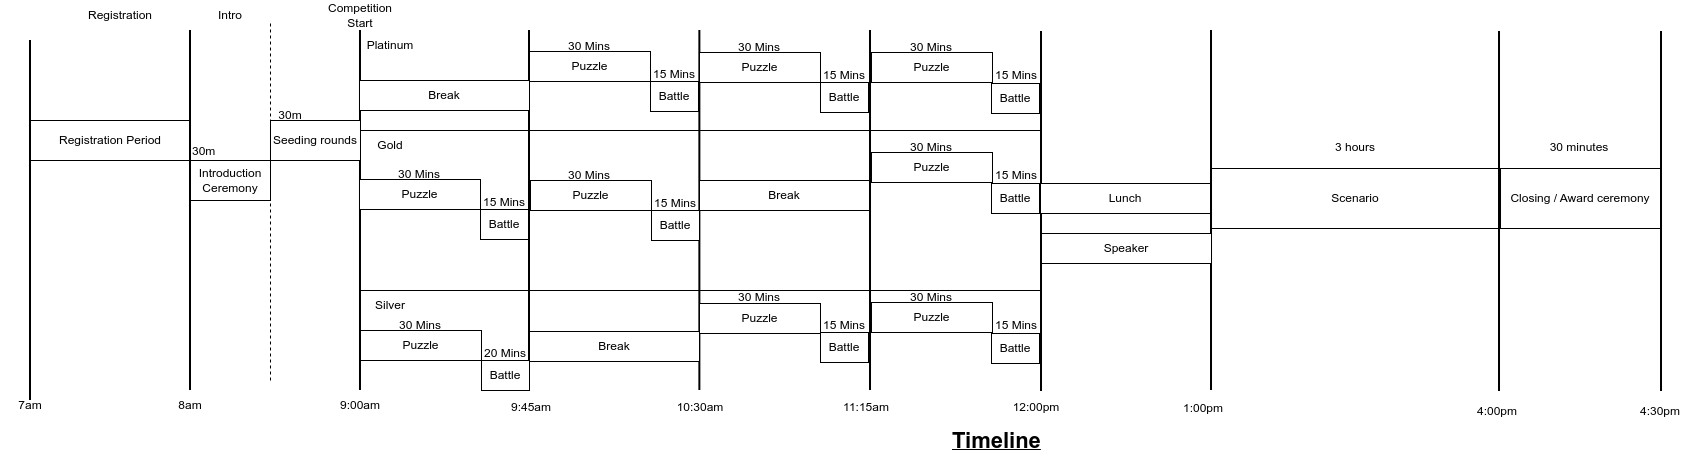 Registration
Intro
Competition
Start
Platinum
30 Mins
Puzzle
15 Mins
Battle
30 Mins
Puzzle
15 Mins
Battle
30 Mins
Puzzle
15 Mins
Battle
Break
Registration Period
30m
Introduction
Ceremony
30m
Seeding rounds
Gold
30 Mins
Puzzle
15 Mins
Battle
30 Mins
Puzzle
15 Mins
Battle
Break
30 Mins
Puzzle
15 Mins
Battle
Lunch
Speaker
3 hours
Scenario
30 minutes
Closing / Award ceremony
Silver
30 Mins
Puzzle
20 Mins
Battle
Break
30 Mins
Puzzle
15 Mins
Battle
30 Mins
Puzzle
15 Mins
Battle
7am
8am
9:00am
9:45am
10:30am
11:15am
12:00pm
1:00pm
4:00pm
4:30pm
Timeline